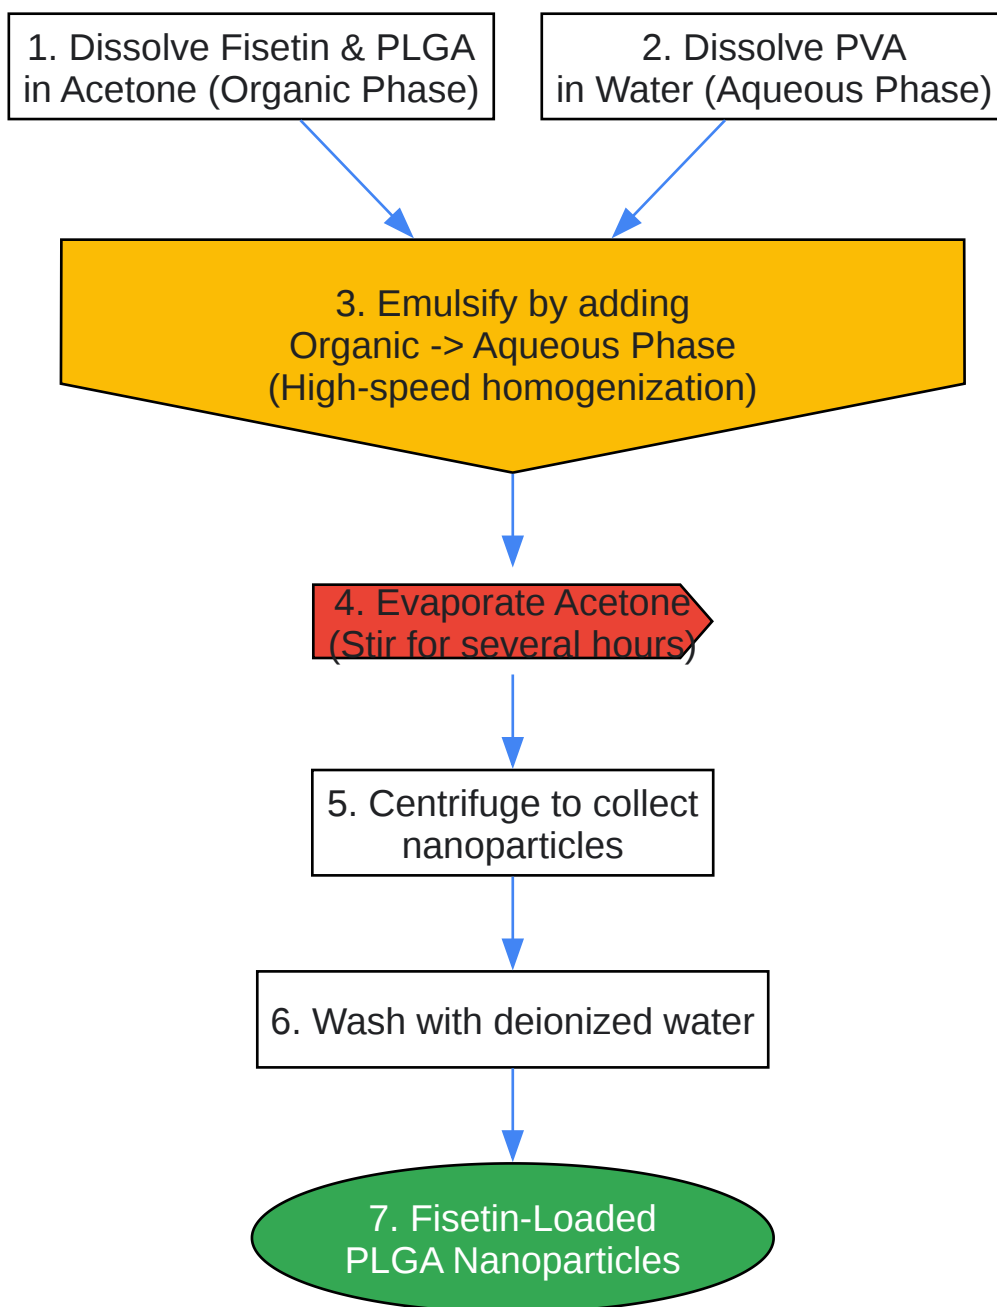 1. Dissolve Fisetin & PLGA
in Acetone (Organic Phase)
2. Dissolve PVA
in Water (Aqueous Phase)
3. Emulsify by adding
Organic -> Aqueous Phase
(High-speed homogenization)
4. Evaporate Acetone
(Stir for several hours)
5. Centrifuge to collect
nanoparticles
6. Wash with deionized water
7. Fisetin-Loaded
PLGA Nanoparticles